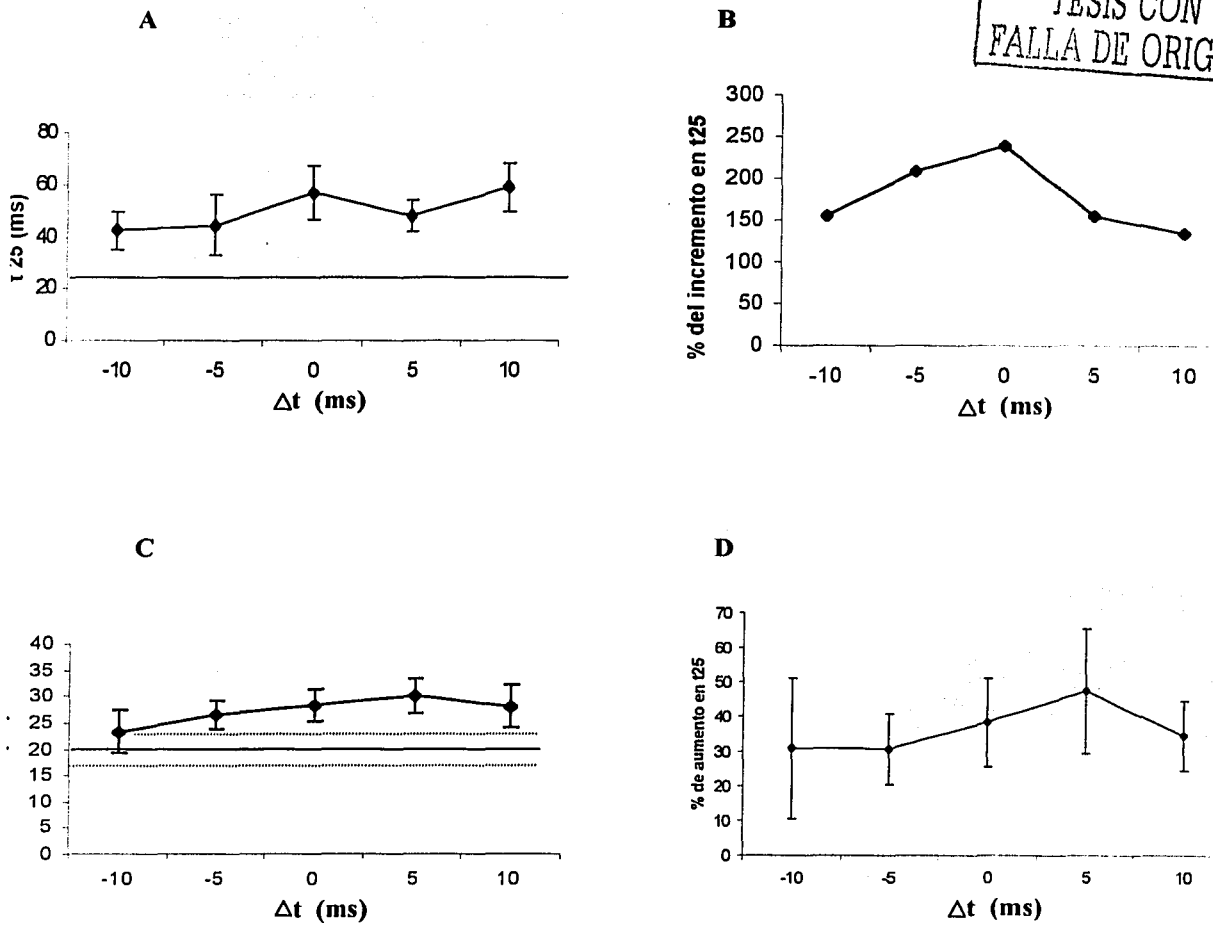 A
80
60
40
20
0
25 (ms)
-10 -5 0 5 10
Δt (ms)
B
TESIS CON
FALLA DE ORIG
300
250
200
150
100
50
0
% del incremento en t25
-10 -5 0 5 10
Δt (ms)
C
40
35
30
25
20
15
10
5
0
-10 -5 0 5 10
Δt (ms)
D
70
60
50
40
30
20
10
0
% de aumento en t25
-10 -5 0 5 10
Δt (ms)